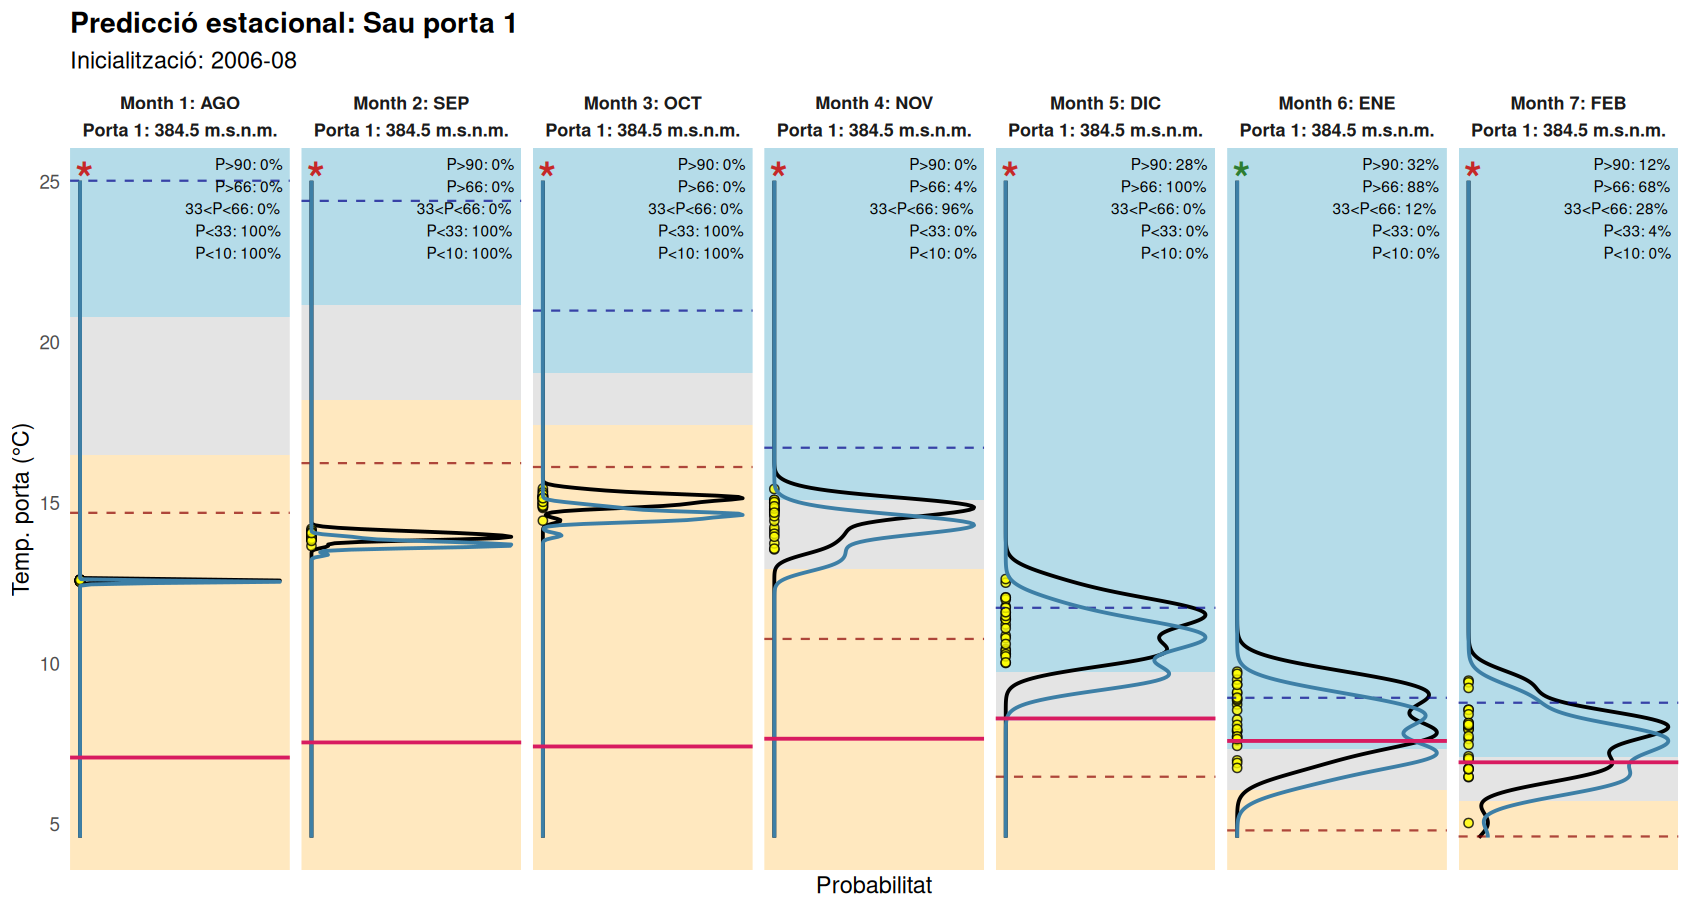 Predicció estacional: Sau porta 1
Inicialització: 2006-08
Month 1: AGO
Porta 1: 384.5 m.s.n.m.
Month 2: SEP
Porta 1: 384.5 m.s.n.m.
Month 3: OCT
Porta 1: 384.5 m.s.n.m.
Month 4: NOV
Porta 1: 384.5 m.s.n.m.
Month 5: DIC
Porta 1: 384.5 m.s.n.m.
Month 6: ENE
Porta 1: 384.5 m.s.n.m.
Month 7: FEB
Porta 1: 384.5 m.s.n.m.
*
P>90: 0%
P>66: 0%
33<P<66: 0%
P<33: 100%
P<10: 100%
*
P>90: 0%
P>66: 0%
33<P<66: 0%
P<33: 100%
P<10: 100%
*
P>90: 0%
P>66: 0%
33<P<66: 0%
P<33: 100%
P<10: 100%
*
P>90: 0%
P>66: 4%
33<P<66: 96%
P<33: 0%
P<10: 0%
*
P>90: 28%
P>66: 100%
33<P<66: 0%
P<33: 0%
P<10: 0%
*
P>90: 32%
P>66: 88%
33<P<66: 12%
P<33: 0%
P<10: 0%
*
P>90: 12%
P>66: 68%
33<P<66: 28%
P<33: 4%
P<10: 0%
25
20
15
10
5
Temp. porta (°C)
Probabilitat